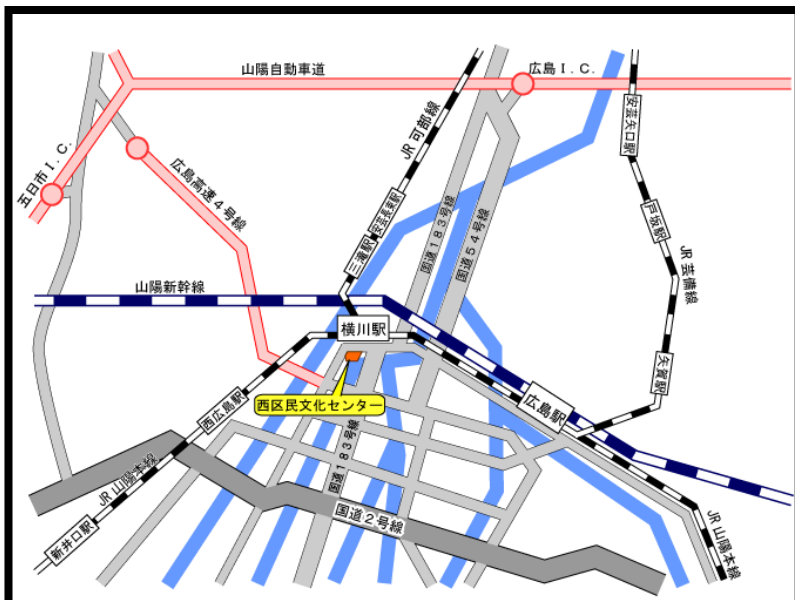 山陽自動車道
広島Ｉ.Ｃ.
五日市Ｉ.Ｃ.
広島高速４号線
JR可部線
安芸長束駅
三滝駅
国道１８３号線
国道５４号線
安芸矢口駅
戸坂駅
JR芸備線
矢賀駅
山陽新幹線
横川駅
西広島駅
西区民文化センター
広島駅
国道１８３号線
国道２号線
JR山陽本線
新井口駅
JR山陽本線